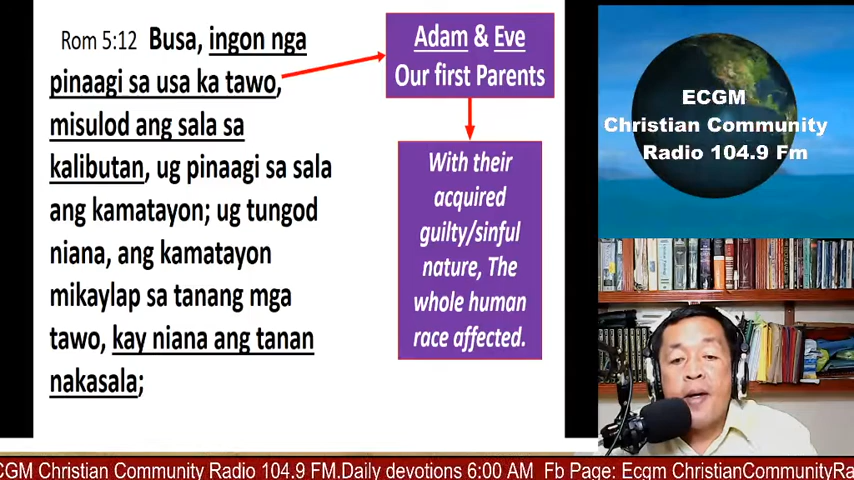 Rom 5:12 Busa, ingon nga
pinaagi sa usa ka tawo,
misulod ang sala sa
kalibutan, ug pinaagi sa sala
ang kamatayon; ug tungod
niana, ang kamatayon
mikaylap sa tanang mga
tawo, kay niana ang tanan
nakasala;
Adam & Eve
Our first Parents
With their
acquired
guilty/sinful
nature, The
whole human
race affected.
ECGM
Christian Community
Radio 104.9 Fm
CGM Christian Community Radio 104.9 FM.Daily devotions 6:00 AM Fb Page: Ecgm ChristianCommunityRa